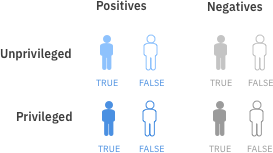 Positives Negatives
Unprivileged
TRUE FALSE TRUE FALSE
Privileged
TRUE FALSE TRUE FALSE